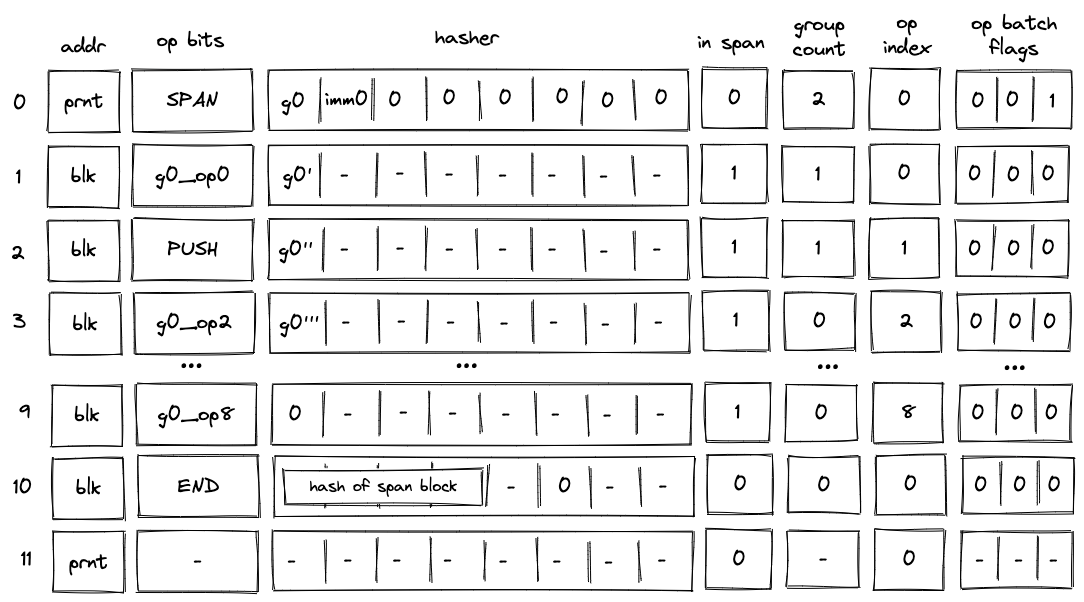 addr op bits hasher in span group count op index op batch flags
0 prnt SPAN g0 imm0 0 0 0 0 0 0 0 2 0 0 0 1
1 blk g0_op0 g0' - - - - - - - 1 1 0 0 0 0
2 blk PUSH g0'' - - - - - - - 1 1 1 0 0 0
3 blk g0_op2 g0''' - - - - - - - 1 0 2 0 0 0
... ... ... ...
9 blk g0_op8 0 - - - - - - - 1 0 8 0 0 0
10 blk END hash of span block - 0 - - 0 0 0 0 0 0
11 prnt - - - - - - - - - 0 - 0 - - -